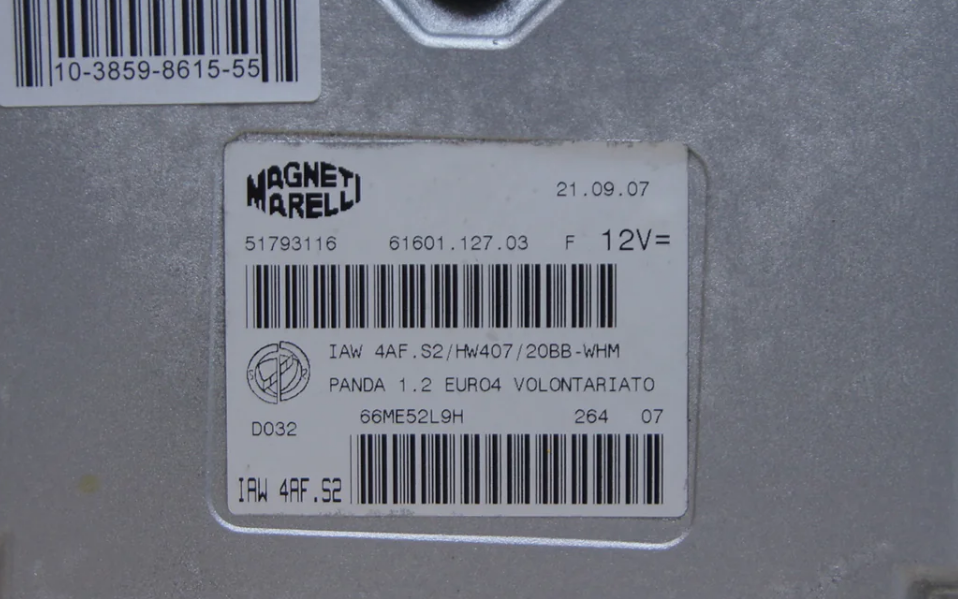 10-3859-8615-55
MAGNETI
MARELLI
21.09.07
51793116 61601.127.03 F 12V=
IAW 4AF.S2/HW407/20BB-WHM
PANDA 1.2 EURO4 VOLONTARIATO
66ME52L9H 264 07
D032
IAW 4AF.S2